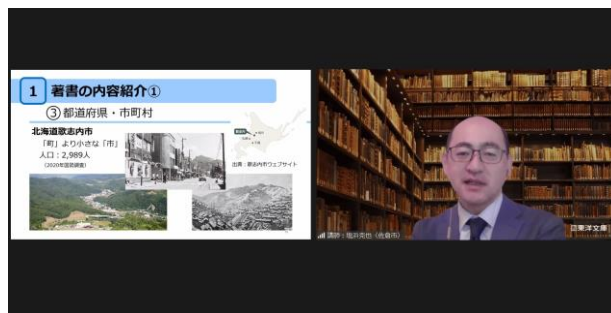 1 著書の内容紹介①
③ 都道府県・市町村
北海道歌志内市
「町」より小さな「市」
人口：2,989人
(2020年国勢調査)
出典：歌志内市ウェブサイト
東洋文庫